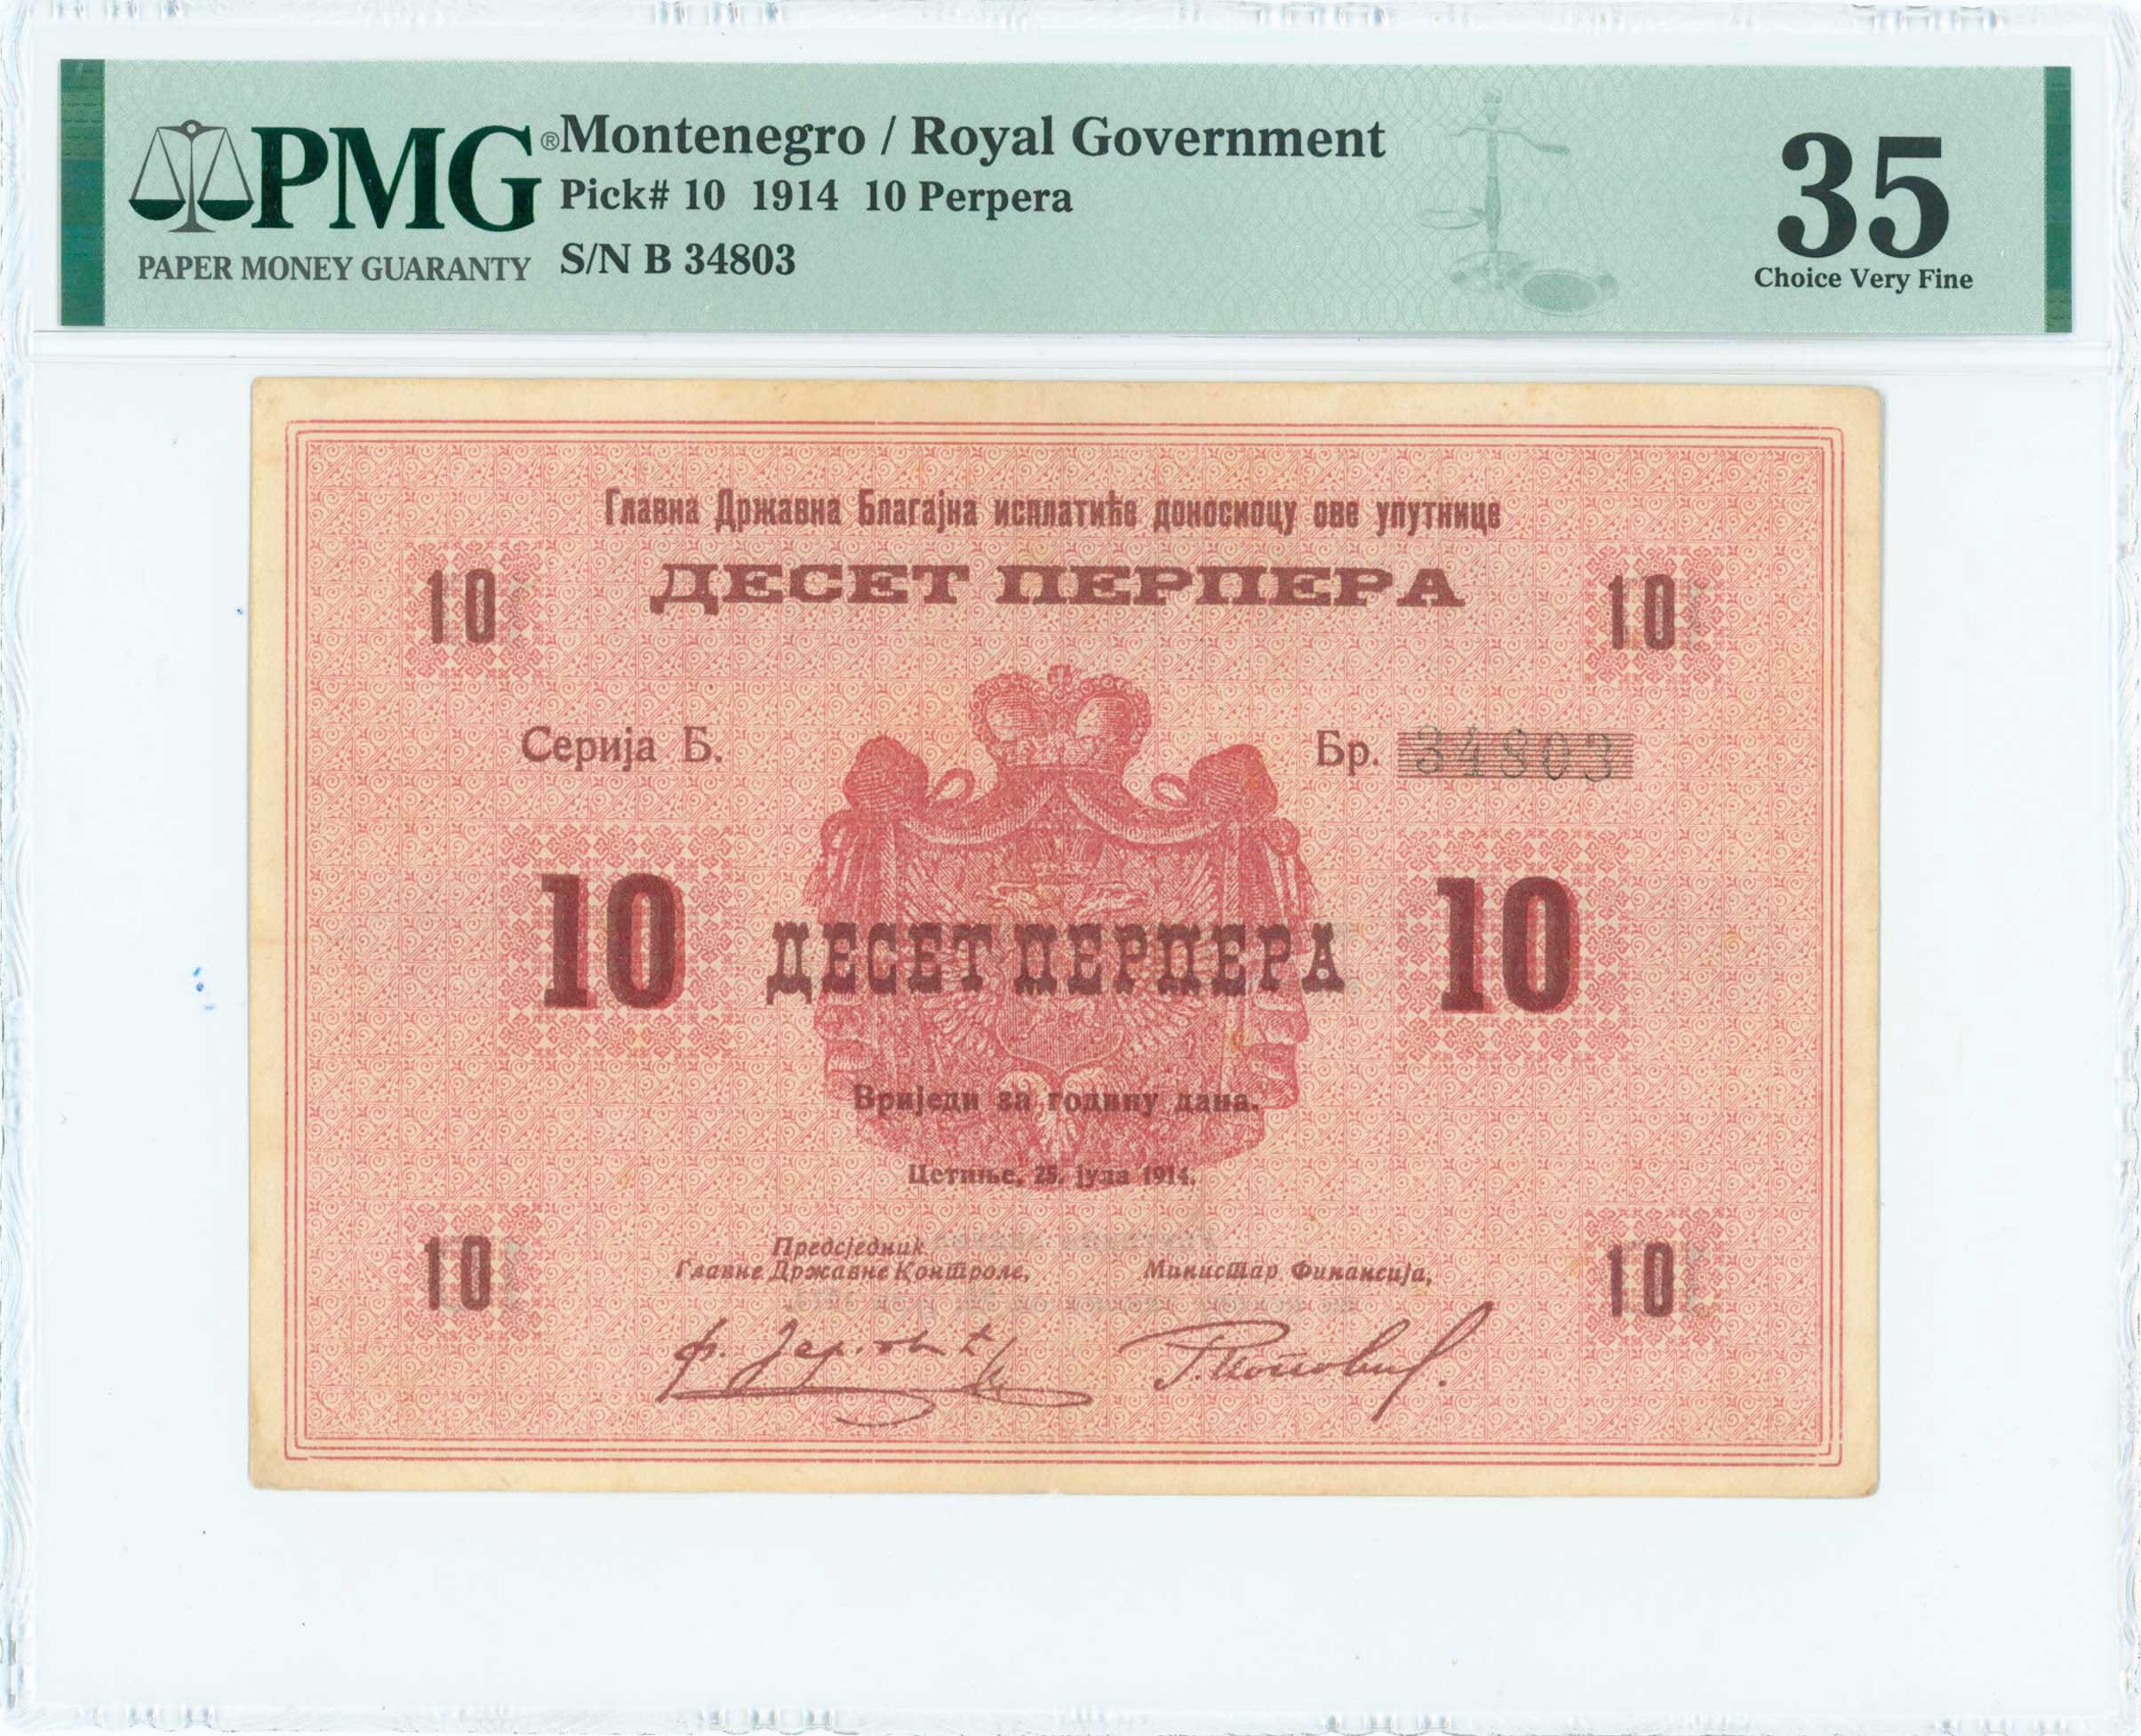 PMG®
PAPER MONEY GUARANTY
Montenegro / Royal Government
Pick# 10 1914 10 Perpera
S/N B 34803
35
Choice Very Fine
Главна Државна Благајна исплатиће доносиоцу ове упутнице
10 ДЕСЕТ ПЕРПЕРА 10
Серија Б. Бр. 34803
10 ДЕСЕТ ПЕРПЕРА 10
Вриједи за годину дана.
Цетиње, 25. јула 1914.
10 10
Предсједник
Главне Државне Контроле, Министар Финансија,
Р. Поповић.